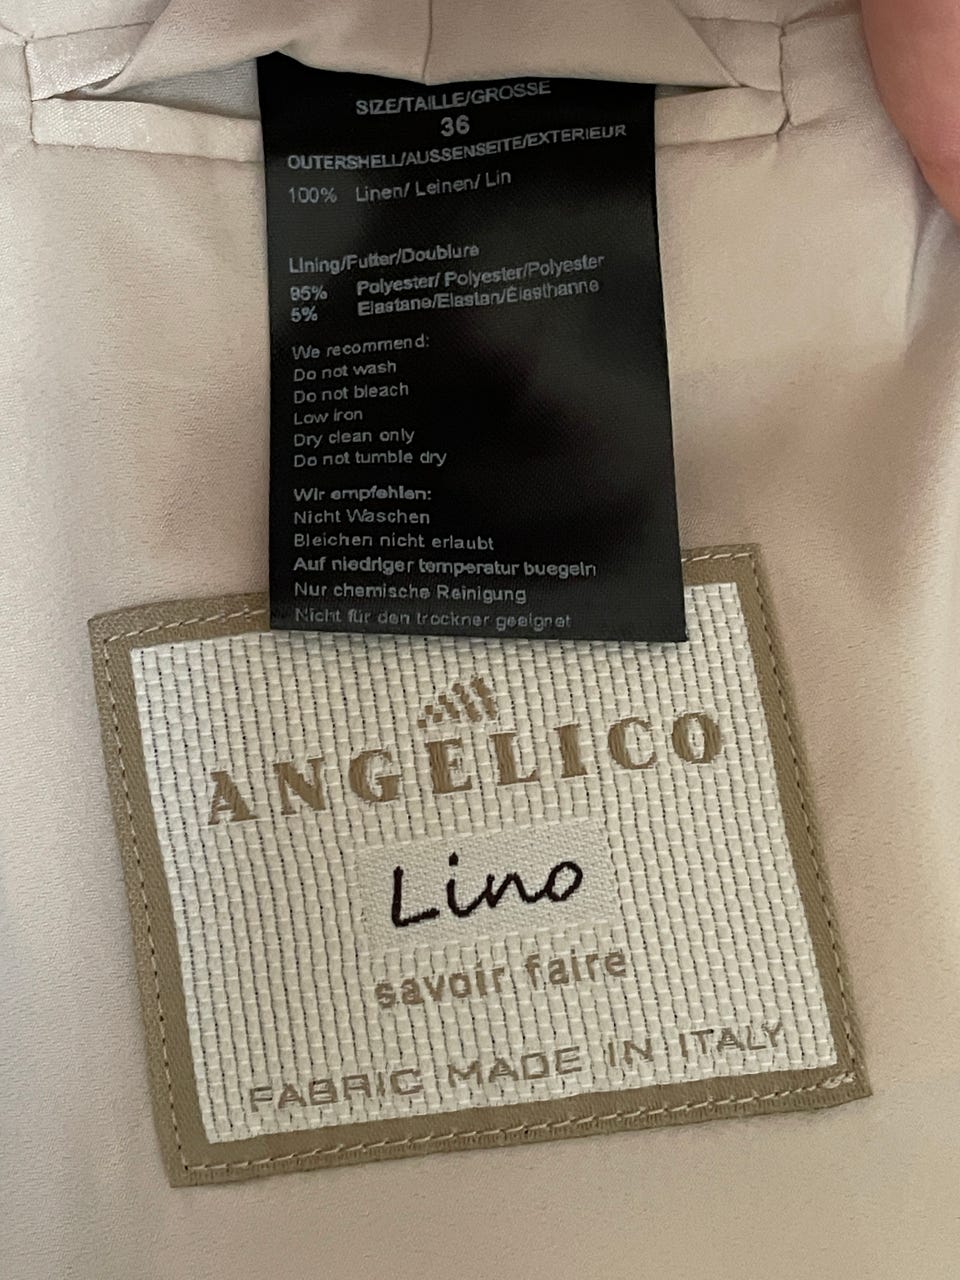 SIZE/TAILLE/GROSSE
36
OUTERSHELL/AUSSENSEITE/EXTERIEUR
100% Linen/ Leinen/ Lin
Lining/Futter/Doublure
95% Polyester/ Polyester/Polyester
5% Elastane/Elastan/Elasthanne
We recommend:
Do not wash
Do not bleach
Low iron
Dry clean only
Do not tumble dry
Wir empfehlen:
Nicht Waschen
Bleichen nicht erlaubt
Auf niedriger temperatur buegeln
Nur chemische Reinigung
Nicht für den trockner geeignet
ANGELICO
Lino
savoir faire
FABRIC MADE IN ITALY